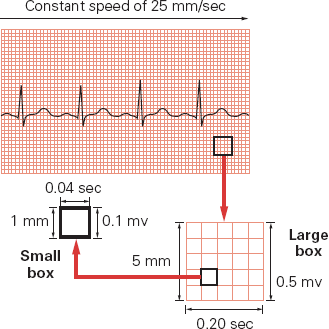 Constant speed of 25 mm/sec
0.04 sec
1 mm
0.1 mv
Small
box
5 mm
Large
box
0.5 mv
0.20 sec